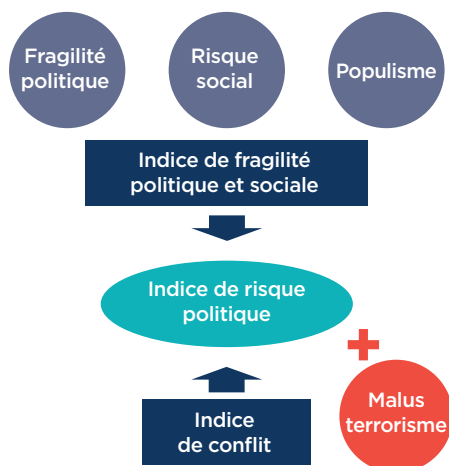 Fragilité
politique
Risque
social
Populisme
Indice de fragilité
politique et sociale
Indice de risque
politique
+
Malus
terrorisme
Indice
de conflit